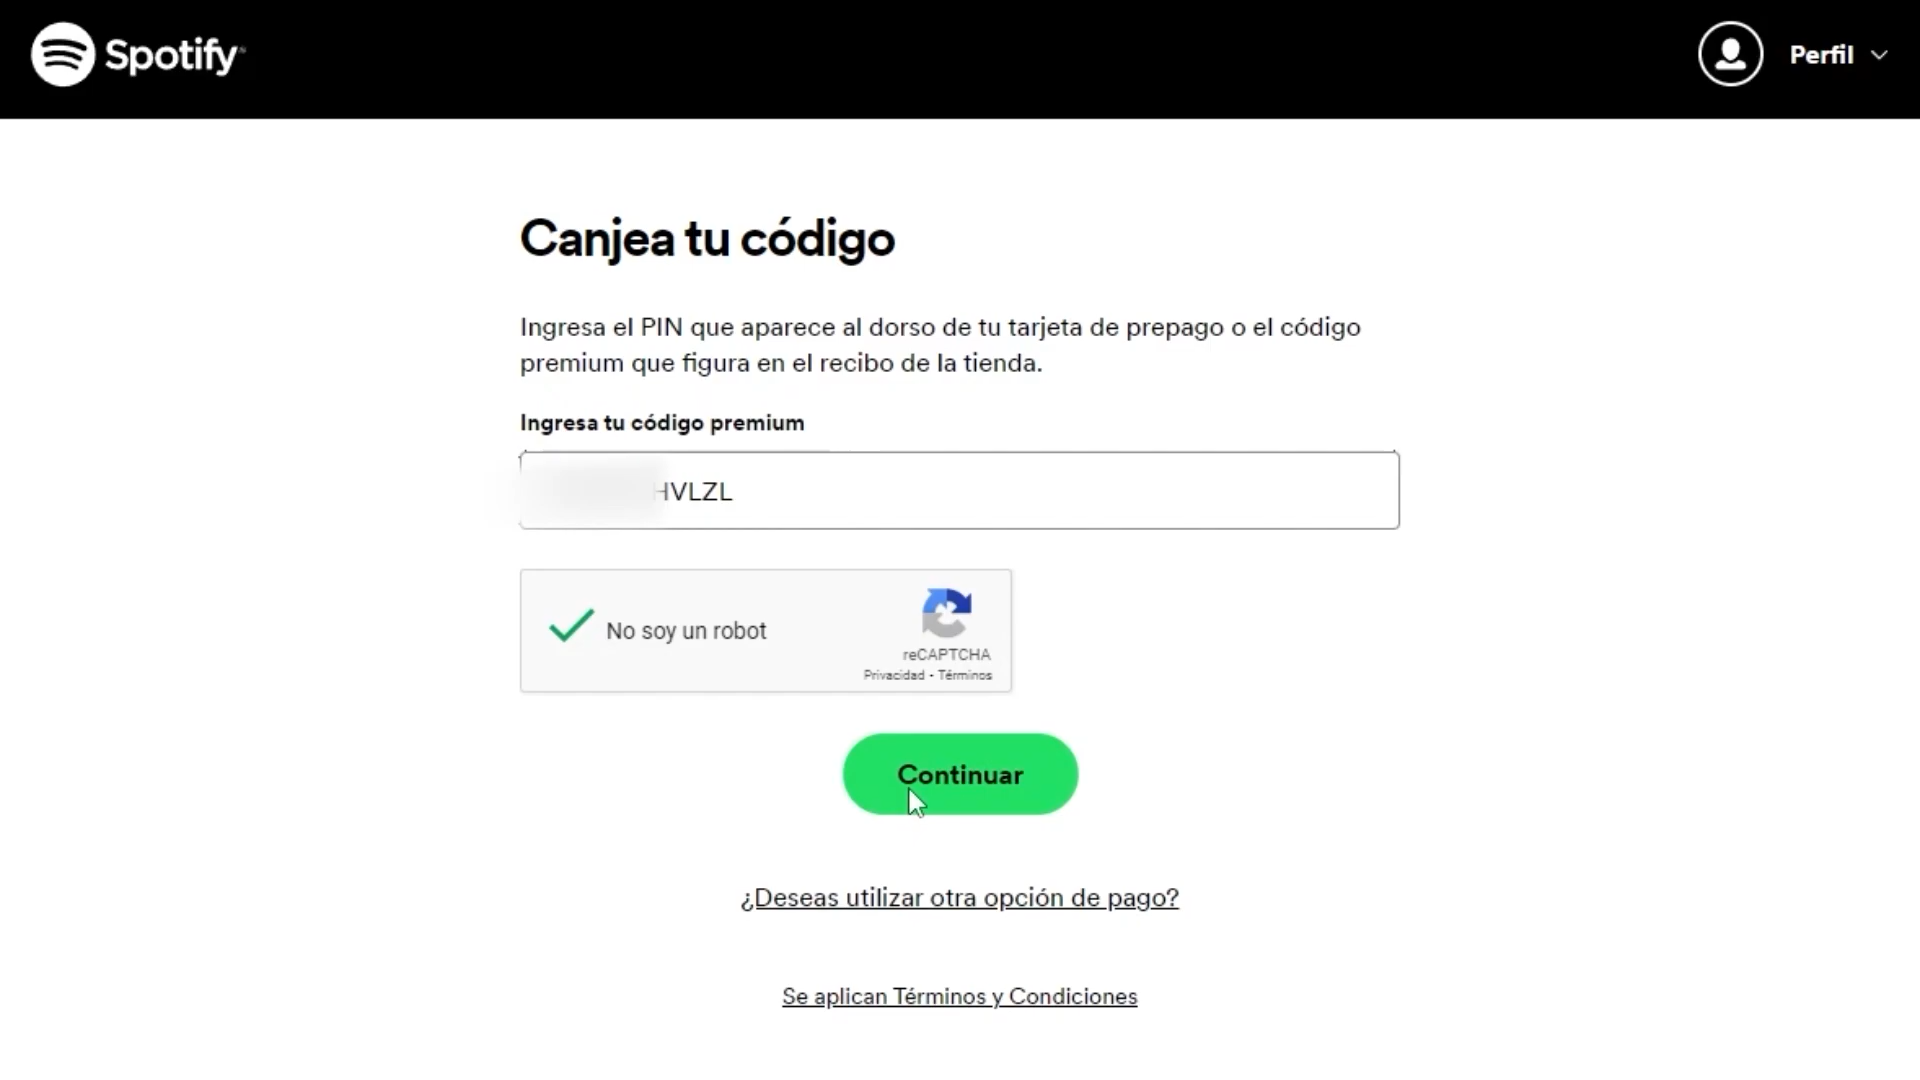 Spotify
Perfil
Canjea tu código
Ingresa el PIN que aparece al dorso de tu tarjeta de prepago o el código
premium que figura en el recibo de la tienda.
Ingresa tu código premium
HVLZL
No soy un robot
reCAPTCHA
Privacidad - Términos
Continuar
¿Deseas utilizar otra opción de pago?
Se aplican Términos y Condiciones